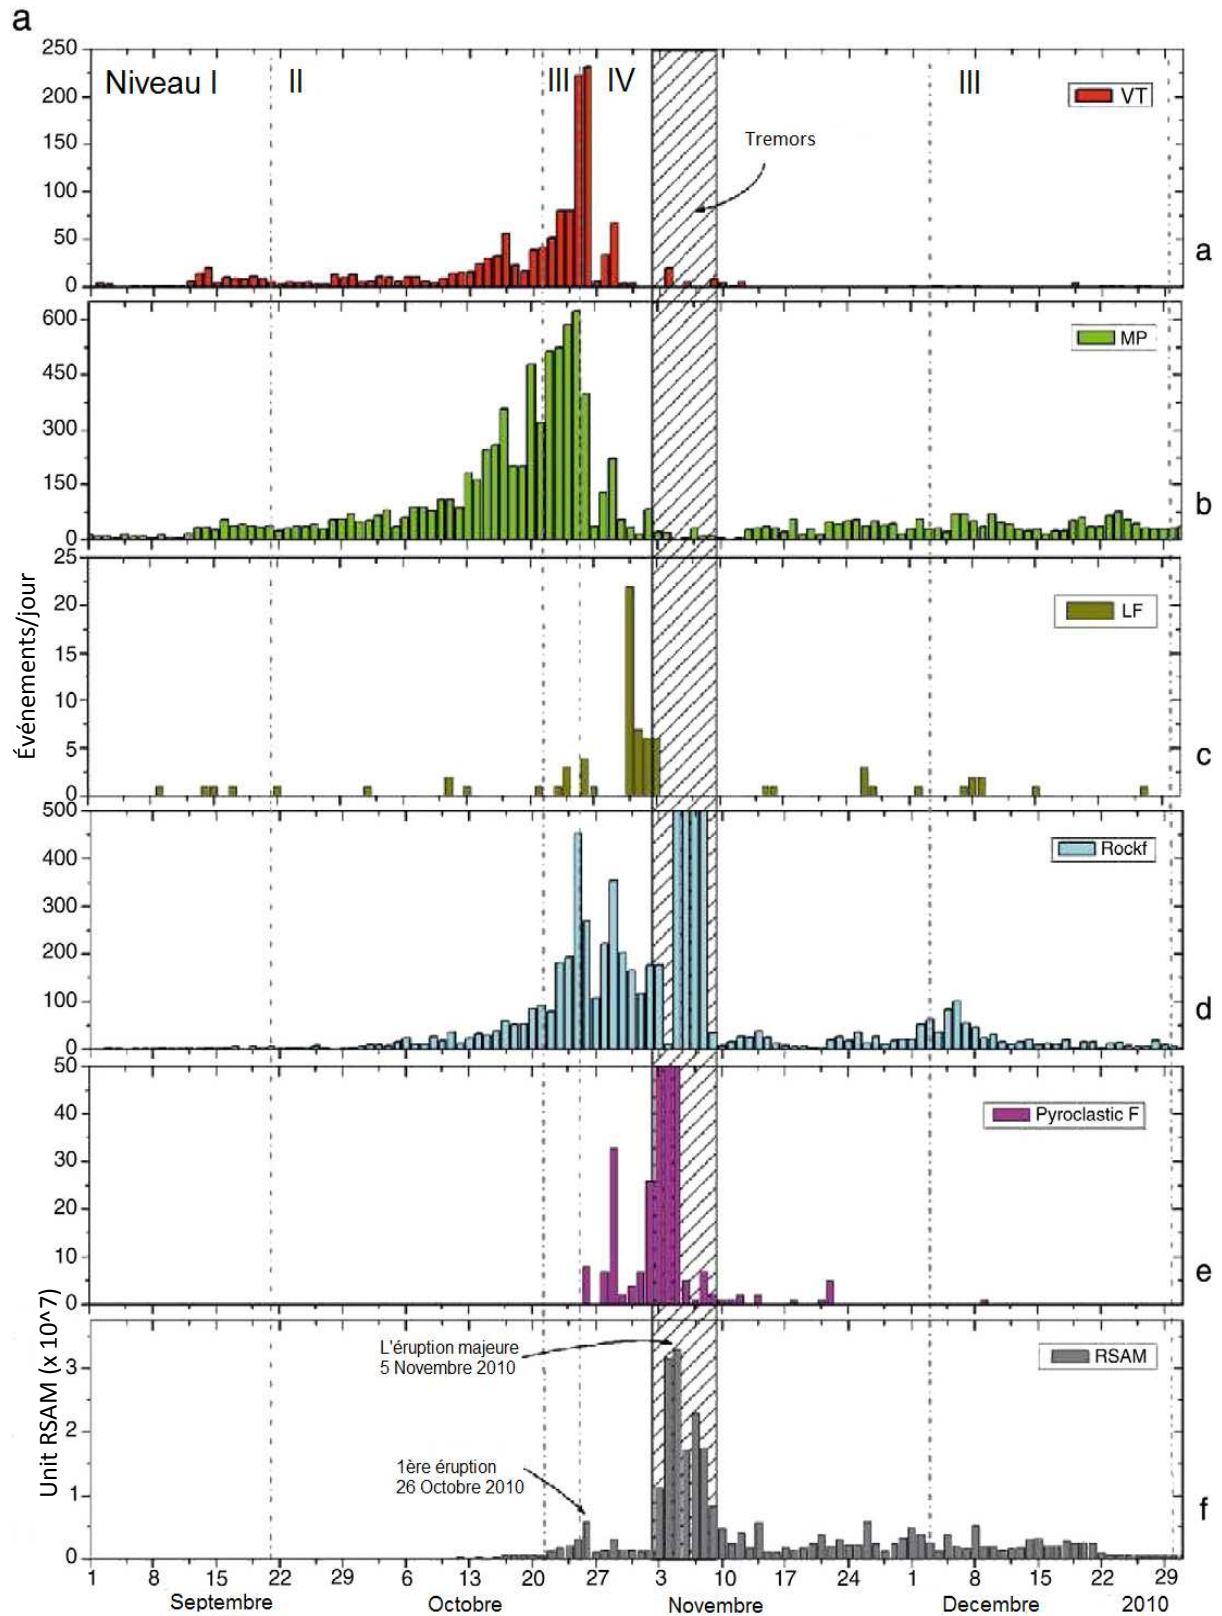 a
250
200
150
100
50
0
Niveau I
II
III
IV
III
VT
Tremors
a
600
450
300
150
0
MP
b
Événements/jour
25
20
15
10
5
0
LF
c
500
400
300
200
100
0
Rockf
d
50
40
30
20
10
0
Pyroclastic F
e
Unit RSAM (x 10^7)
3
2
1
0
L'éruption majeure
5 Novembre 2010
1ère éruption
26 Octobre 2010
RSAM
f
1 8 15 22 29 6 13 20 27 3 10 17 24 1 8 15 22 29
Septembre Octobre Novembre Decembre 2010